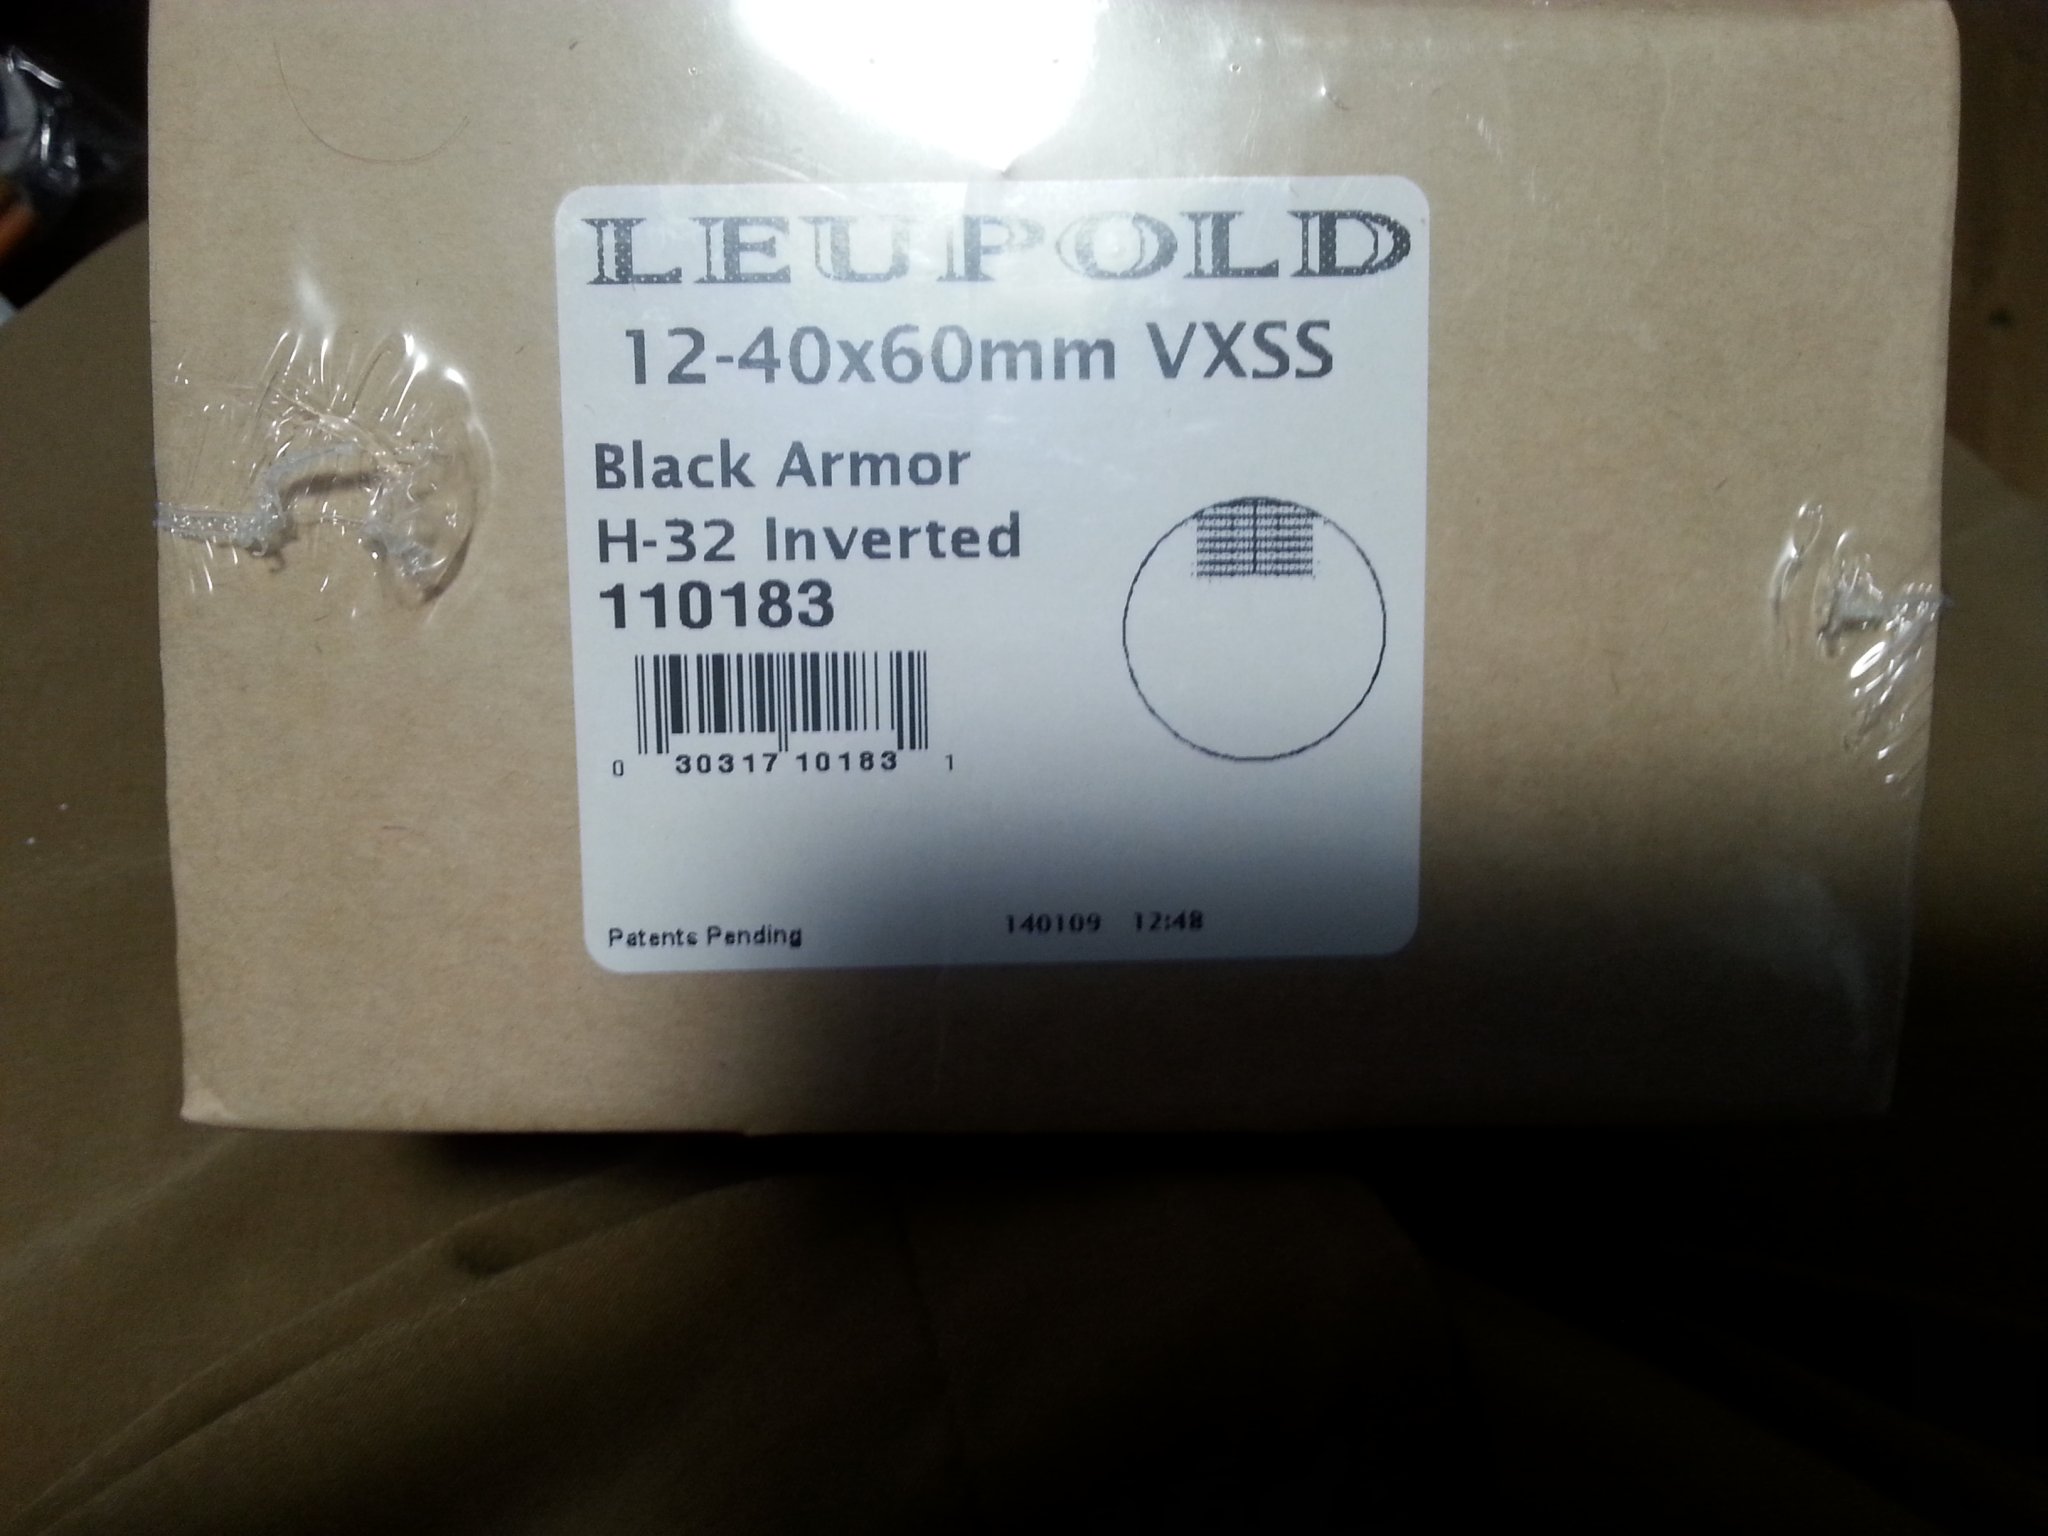 LEUPOLD
12-40x60mm VXSS
Black Armor
H-32 Inverted
110183
0 30317 10183 1
Patents Pending 140109 12:48